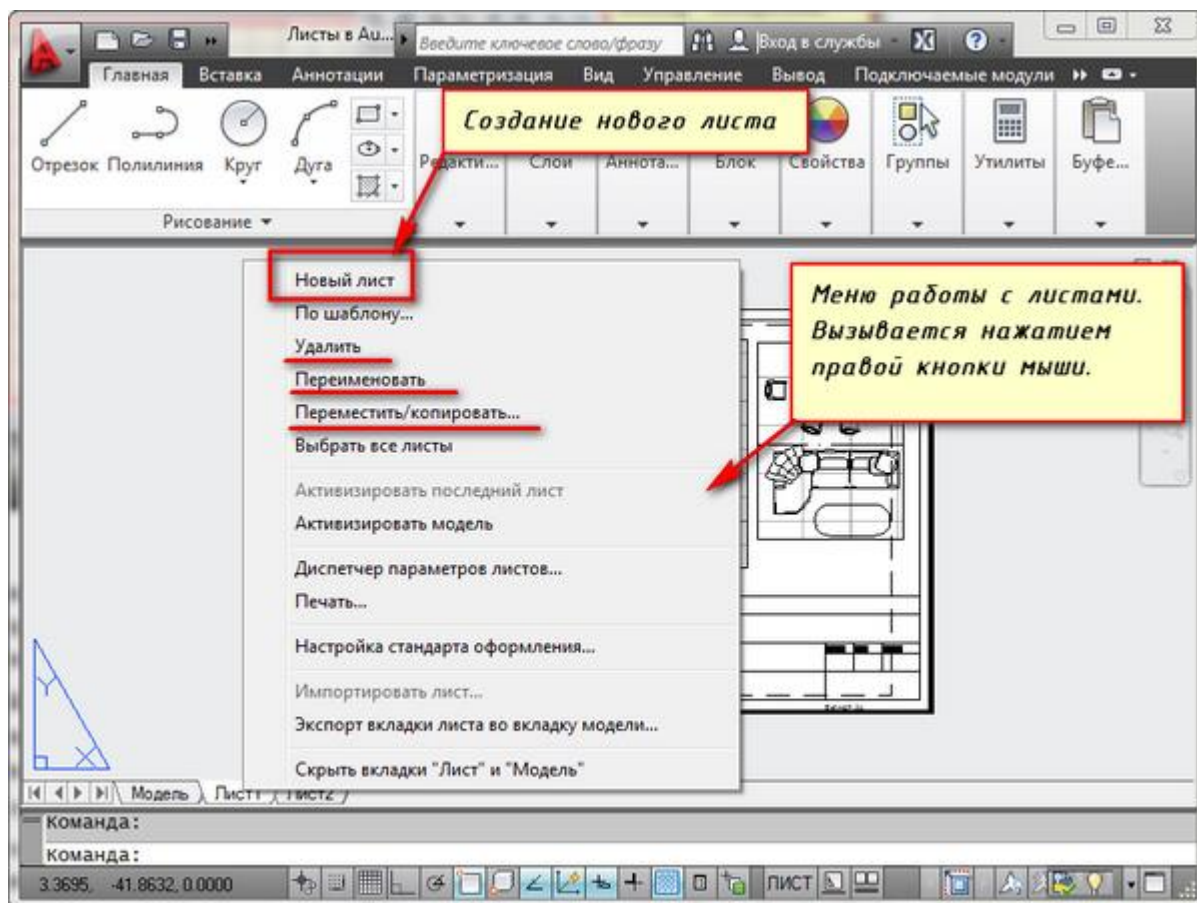 Листы в Au...
Введите ключевое слово/фразу
Вход в службы
Главная Вставка Аннотации Параметризация Вид Управление Вывод Подключаемые модули
Создание нового листа
Отрезок Полилиния Круг Дуга Редакти... Слои Аннота... Блок Свойства Группы Утилиты Буфе...
Рисование
Новый лист
По шаблону...
Удалить
Переименовать
Переместить/копировать...
Выбрать все листы
Активизировать последний лист
Активизировать модель
Диспетчер параметров листов...
Печать...
Настройка стандарта оформления...
Импортировать лист...
Экспорт вкладки листа во вкладку модели...
Скрыть вкладки "Лист" и "Модель"
Меню работы с листами.
Вызывается нажатием
правой кнопки мыши.
Y
X
Модель Лист1 Лист2
Команда:
Команда:
3.3695, -41.8632, 0.0000 ЛИСТ